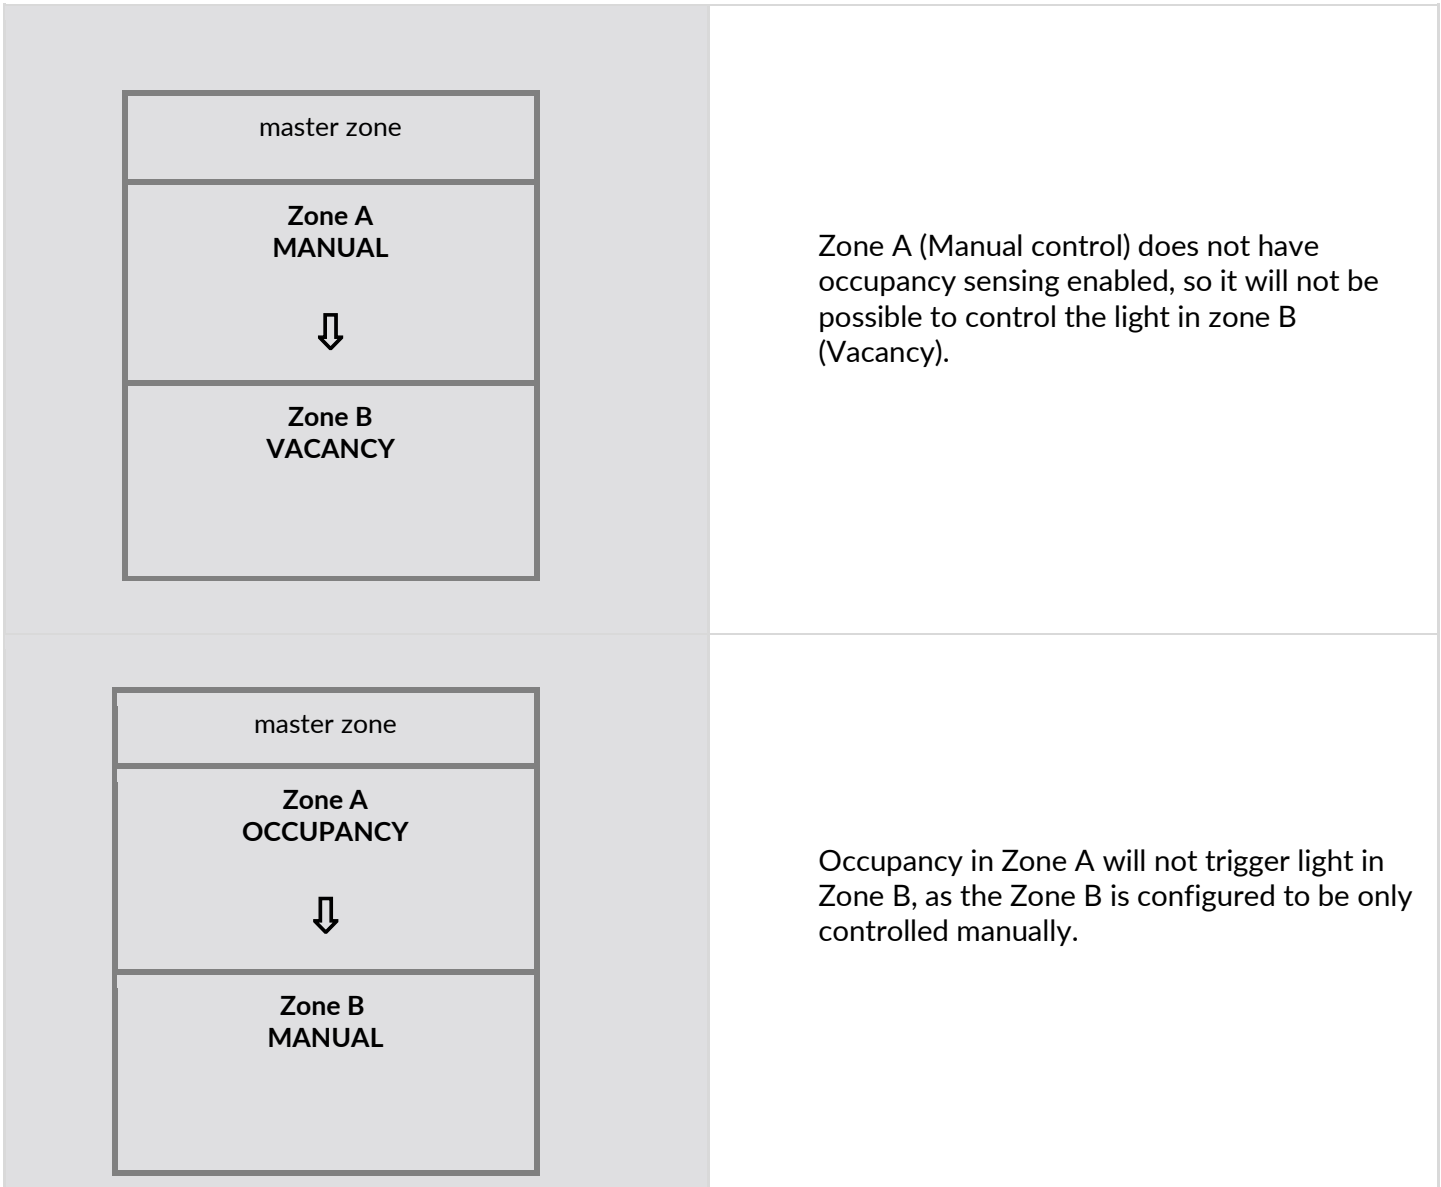 master zone
Zone A
MANUAL
⇩
Zone B
VACANCY
Zone A (Manual control) does not have
occupancy sensing enabled, so it will not be
possible to control the light in zone B
(Vacancy).
master zone
Zone A
OCCUPANCY
⇩
Zone B
MANUAL
Occupancy in Zone A will not trigger light in
Zone B, as the Zone B is configured to be only
controlled manually.